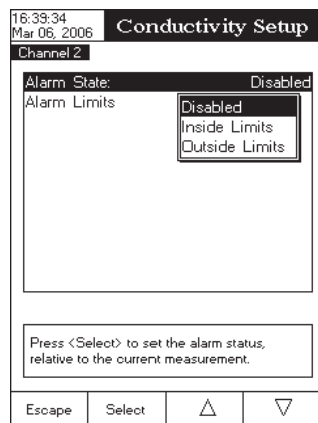 16:39:34
Mar 06, 2006
Conductivity Setup
Channel 2
Alarm State: Disabled
Alarm Limits
Disabled
Inside Limits
Outside Limits
Press <Select> to set the alarm status,
relative to the current measurement.
Escape Select